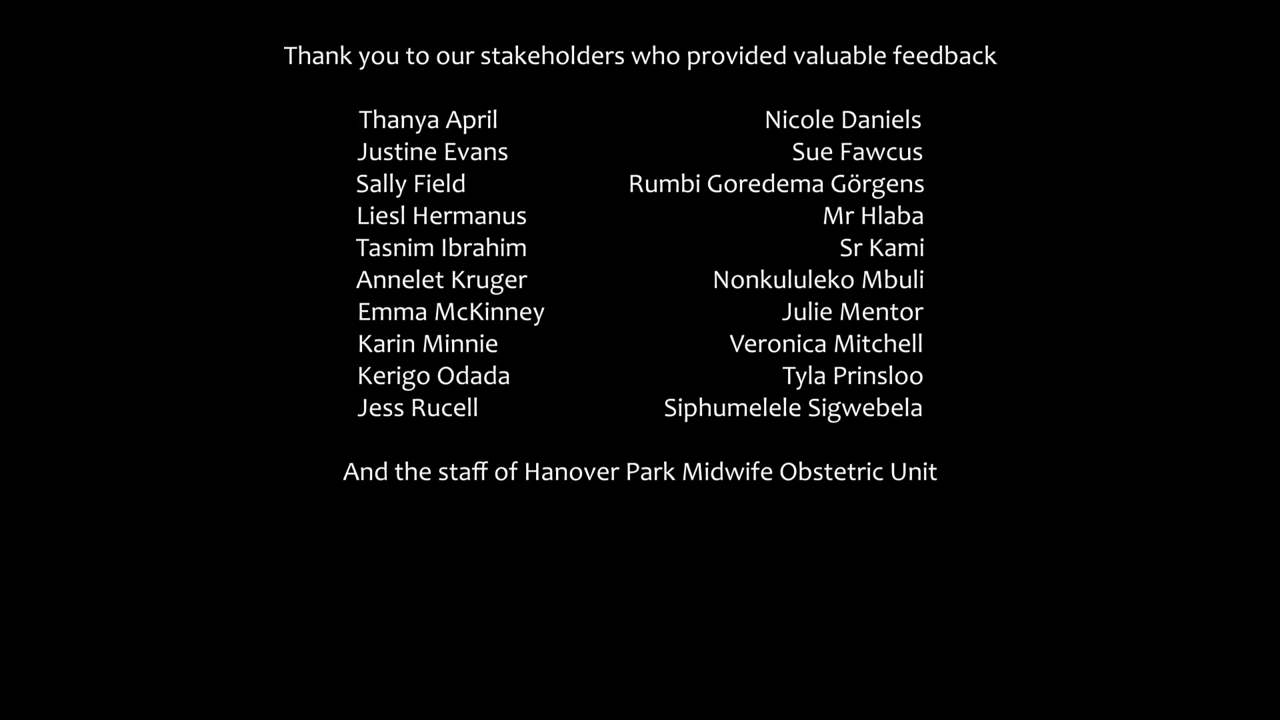 Thank you to our stakeholders who provided valuable feedback
Thanya April Nicole Daniels
Justine Evans Sue Fawcus
Sally Field Rumbi Goredema Görgens
Liesl Hermanus Mr Hlaba
Tasnim Ibrahim Sr Kami
Annelet Kruger Nonkululeko Mbuli
Emma McKinney Julie Mentor
Karin Minnie Veronica Mitchell
Kerigo Odada Tyla Prinsloo
Jess Rucell Siphumelele Sigwebela
And the staff of Hanover Park Midwife Obstetric Unit